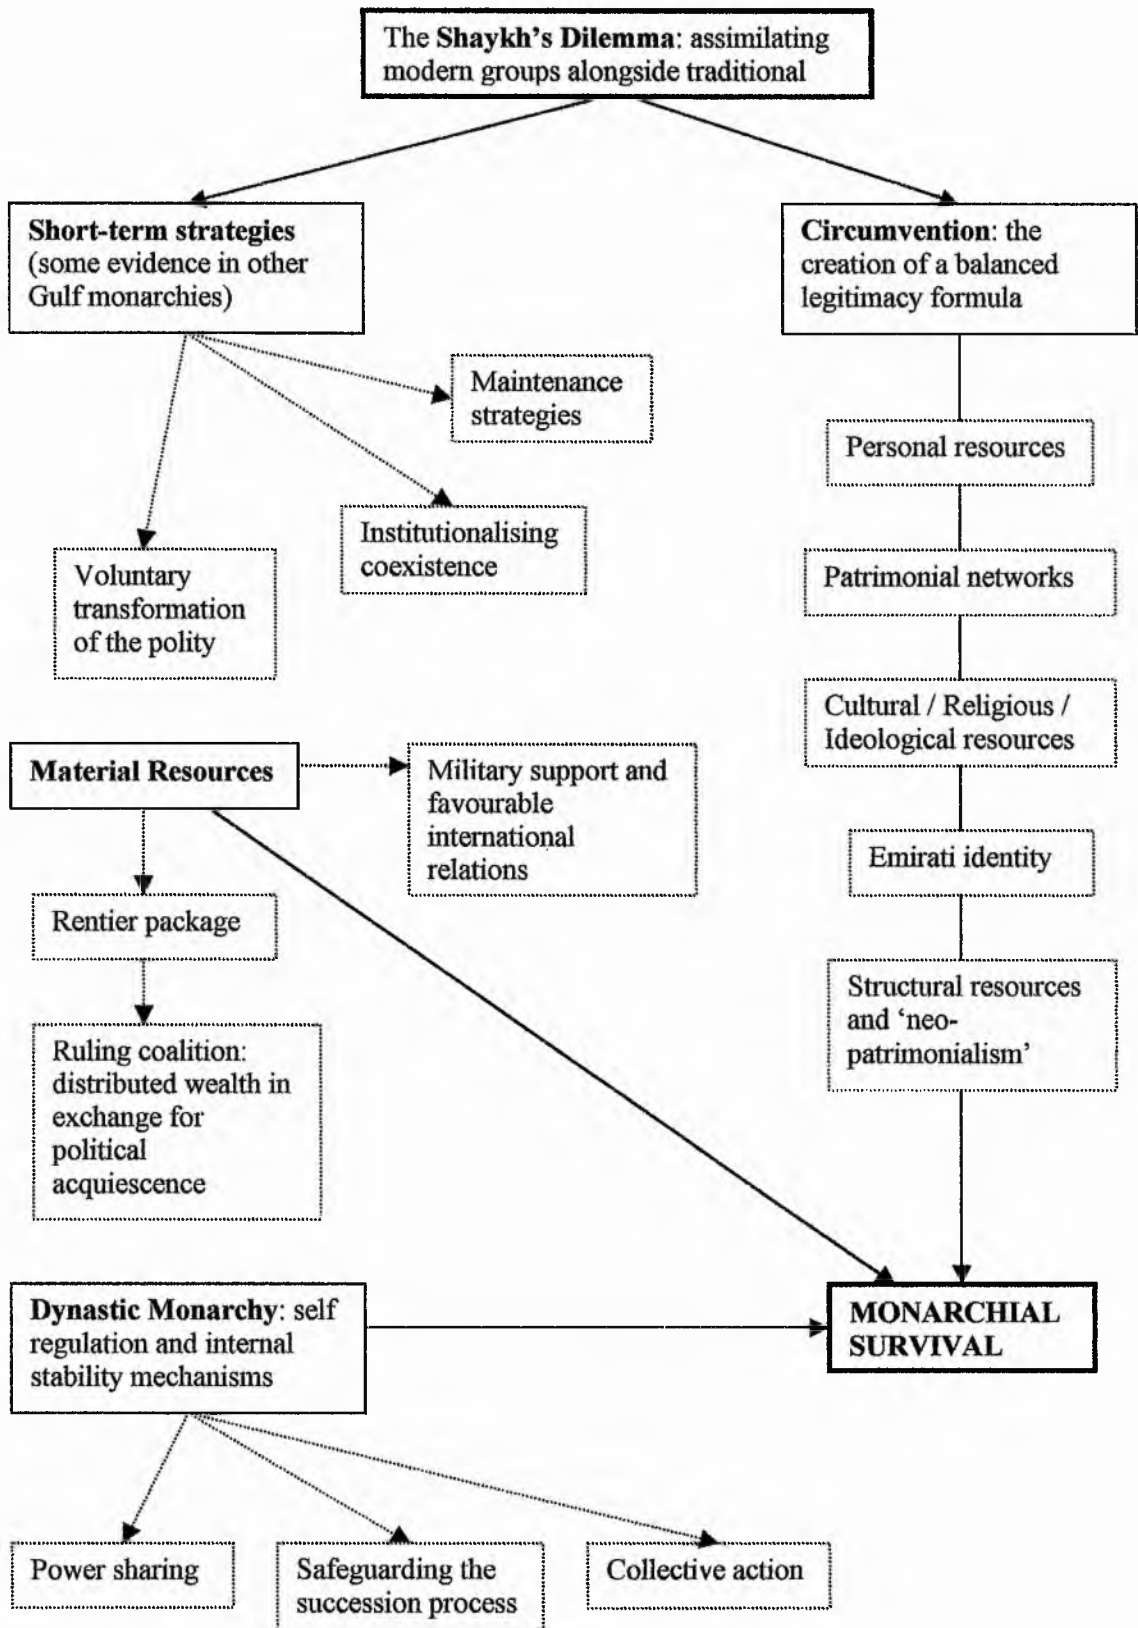 The Shaykh's Dilemma: assimilating
modern groups alongside traditional
Short-term strategies
(some evidence in other
Gulf monarchies)
Circumvention: the
creation of a balanced
legitimacy formula
Maintenance
strategies
Personal resources
Institutionalising
coexistence
Voluntary
transformation
of the polity
Patrimonial networks
Cultural / Religious /
Ideological resources
Material Resources
Military support and
favourable
international
relations
Emirati identity
Rentier package
Structural resources
and ‘neo-
patrimonialism’
Ruling coalition:
distributed wealth in
exchange for
political
acquiescence
Dynastic Monarchy: self
regulation and internal
stability mechanisms
MONARCHIAL
SURVIVAL
Power sharing
Safeguarding the
succession process
Collective action